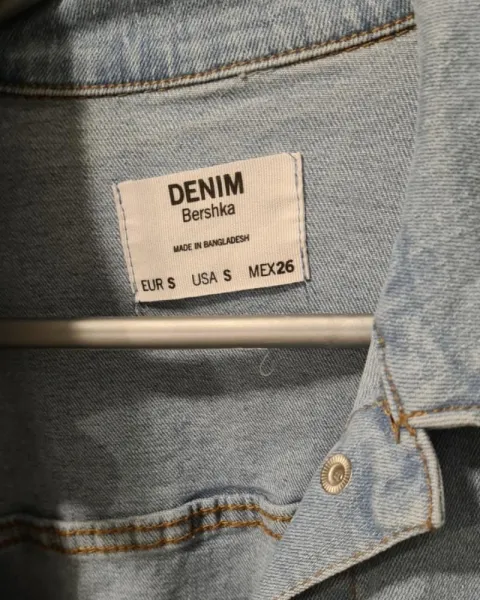 DENIM
Bershka
MADE IN BANGLADESH
EUR S USA S MEX26